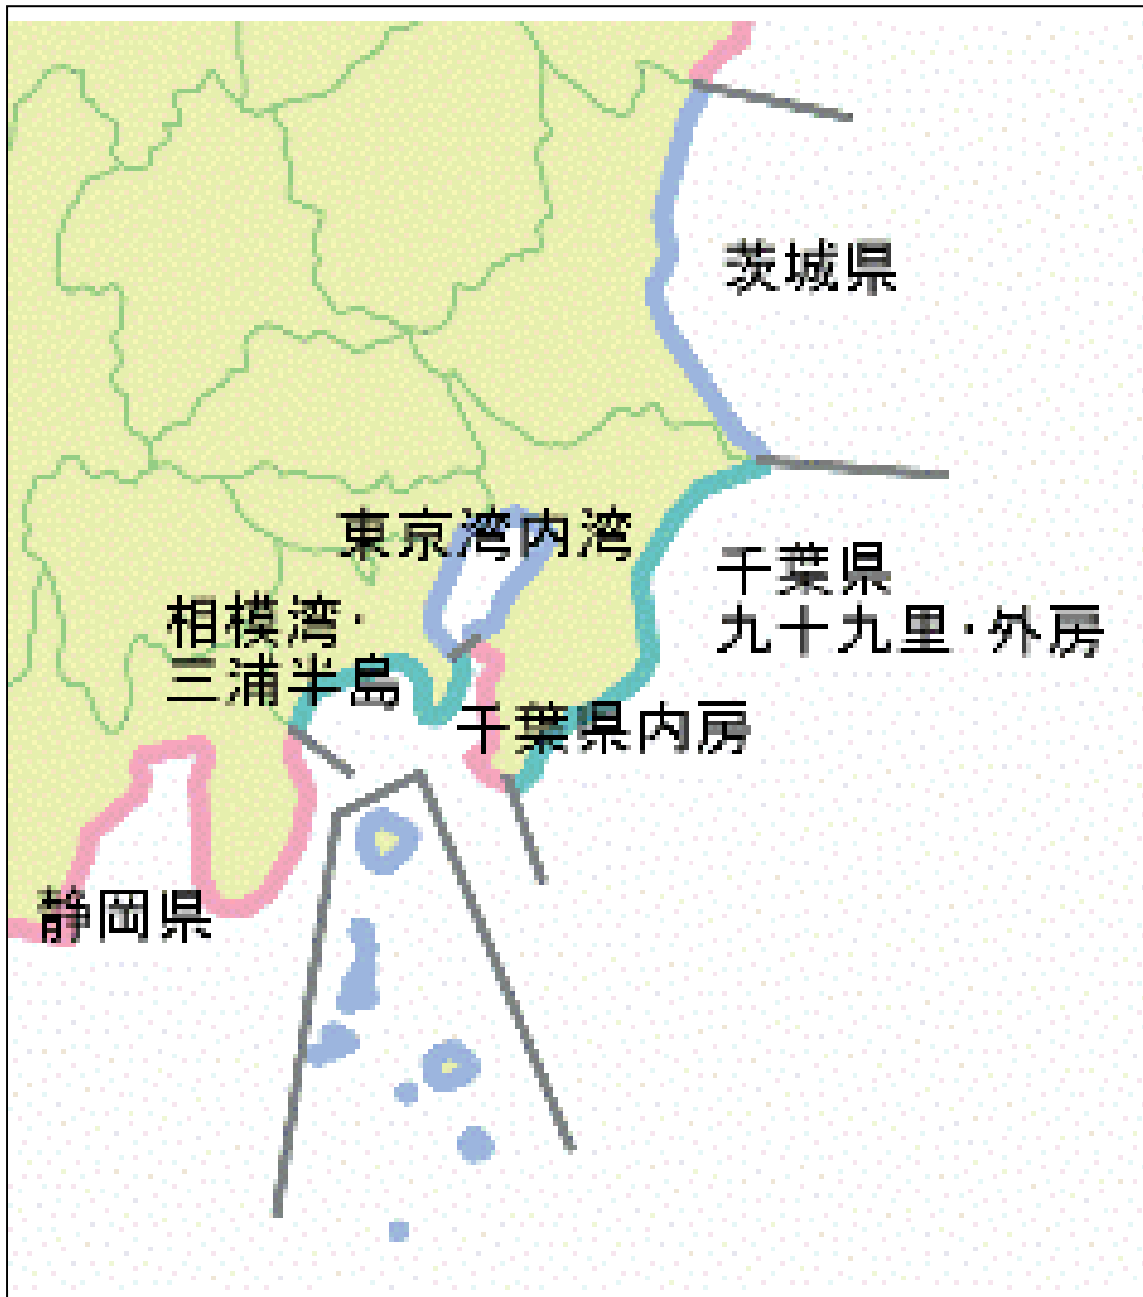 茨城県
東京湾内湾
千葉県
九十九里・外房
相模湾・
三浦半島
千葉県内房
静岡県